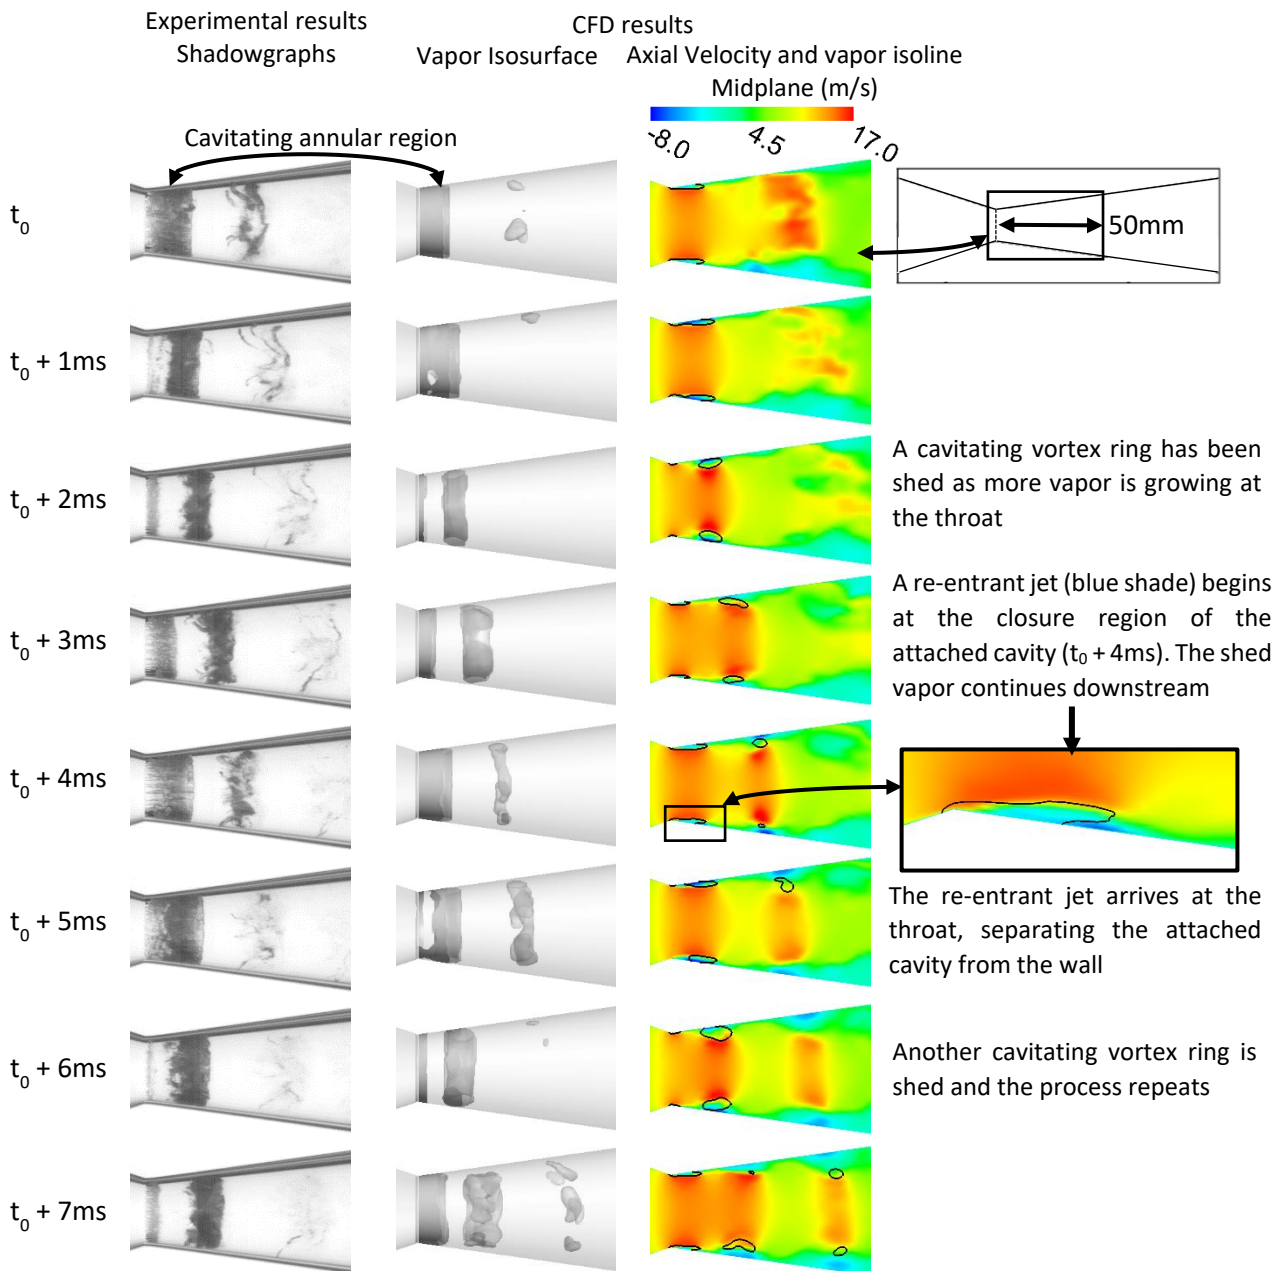 Experimental results
Shadowgraphs
CFD results
Vapor Isosurface
Axial Velocity and vapor isoline
Midplane (m/s)
-8.0 4.5 17.0
Cavitating annular region
t0
50mm
t0 + 1ms
t0 + 2ms
A cavitating vortex ring has been
shed as more vapor is growing at
the throat
t0 + 3ms
A re-entrant jet (blue shade) begins
at the closure region of the
attached cavity (t0 + 4ms). The shed
vapor continues downstream
t0 + 4ms
t0 + 5ms
The re-entrant jet arrives at the
throat, separating the attached
cavity from the wall
t0 + 6ms
Another cavitating vortex ring is
shed and the process repeats
t0 + 7ms